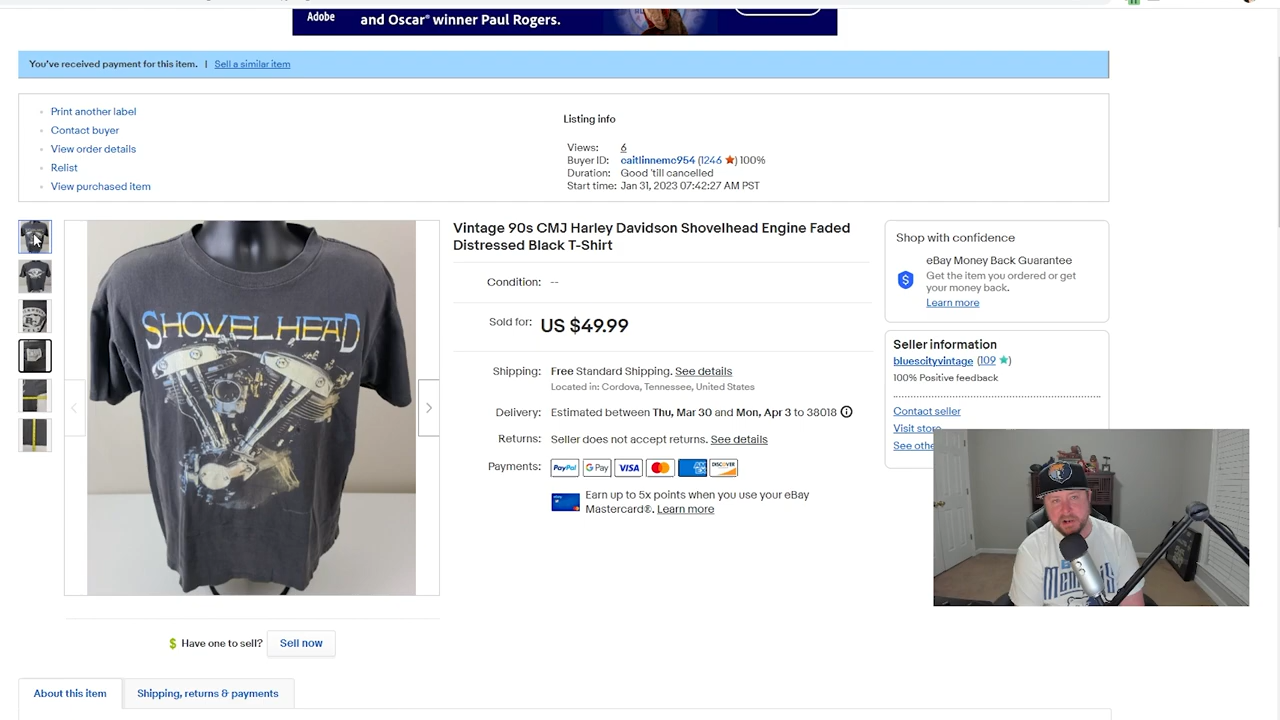 Adobe
and Oscar® winner Paul Rogers.
You've received payment for this item. | Sell a similar item
Print another label
Contact buyer
View order details
Relist
View purchased item
Listing info
Views: 6
Buyer ID: caitlinnemc954 (1246 ) 100%
Duration: Good 'till cancelled
Start time: Jan 31, 2023 07:42:27 AM PST
SHOVELHEAD
Vintage 90s CMJ Harley Davidson Shovelhead Engine Faded
Distressed Black T-Shirt
Condition: --
Sold for: US $49.99
Shipping: Free Standard Shipping. See details
Located in: Cordova, Tennessee, United States
Delivery: Estimated between Thu, Mar 30 and Mon, Apr 3 to 38018
Returns: Seller does not accept returns. See details
Payments: PayPal G Pay VISA mastercard DISCOVER
Earn up to 5x points when you use your eBay
Mastercard®. Learn more
Shop with confidence
eBay Money Back Guarantee
Get the item you ordered or get
your money back.
Learn more
Seller information
bluescityvintage (109 )
100% Positive feedback
Contact seller
Visit store
See othe
MEMPHIS
$ Have one to sell? Sell now
About this item
Shipping, returns & payments